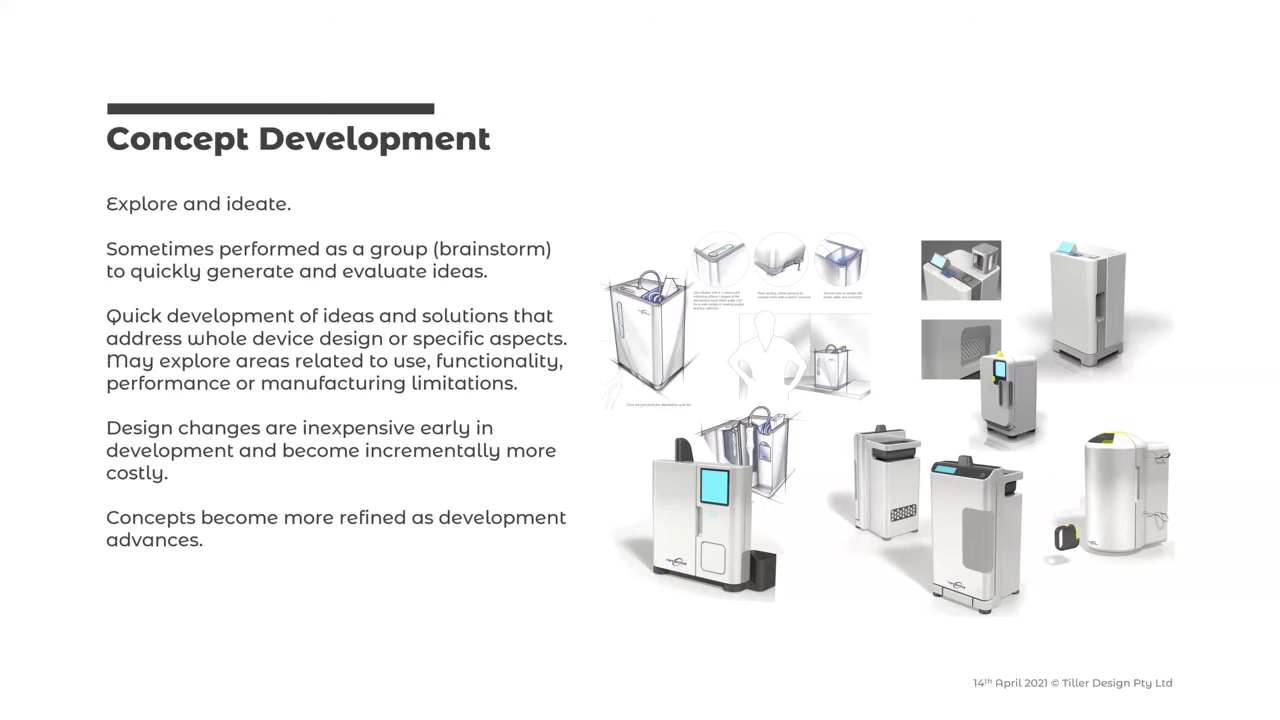 Concept Development
Explore and ideate.
Sometimes performed as a group (brainstorm)
to quickly generate and evaluate ideas.
Quick development of ideas and solutions that
address whole device design or specific aspects.
May explore areas related to use, functionality,
performance or manufacturing limitations.
Design changes are inexpensive early in
development and become incrementally more
costly.
Concepts become more refined as development
advances.
14th April 2021 © Tiller Design Pty Ltd